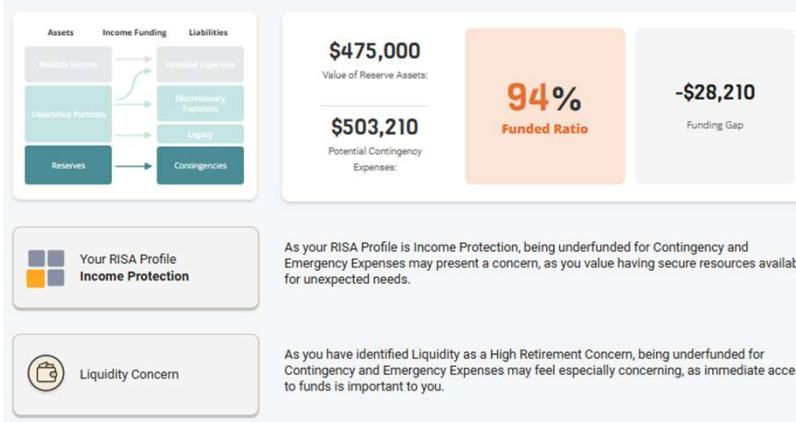 Assets Income Funding Liabilities
Reliable Income
Essential Expenses
Diversified Portfolio
Discretionary
Expenses
Legacy
Reserves
Contingencies
$475,000
Value of Reserve Assets:
$503,210
Potential Contingency
Expenses:
94%
Funded Ratio
-$28,210
Funding Gap
Your RISA Profile
Income Protection
As your RISA Profile is Income Protection, being underfunded for Contingency and
Emergency Expenses may present a concern, as you value having secure resources availab
for unexpected needs.
Liquidity Concern
As you have identified Liquidity as a High Retirement Concern, being underfunded for
Contingency and Emergency Expenses may feel especially concerning, as immediate acce
to funds is important to you.